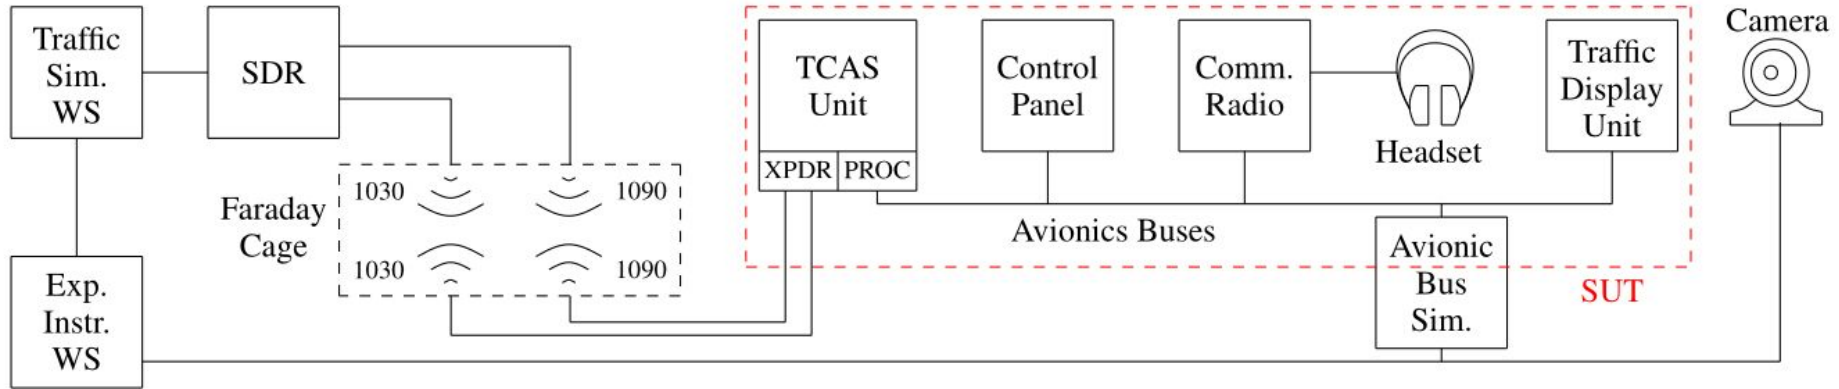 Traffic
Sim.
WS
SDR
TCAS
Unit
XPDR
PROC
Control
Panel
Comm.
Radio
Headset
Traffic
Display
Unit
Camera
Faraday
Cage
1030
1090
1030
1090
Avionics Buses
Avionic
Bus
Sim.
SUT
Exp.
Instr.
WS